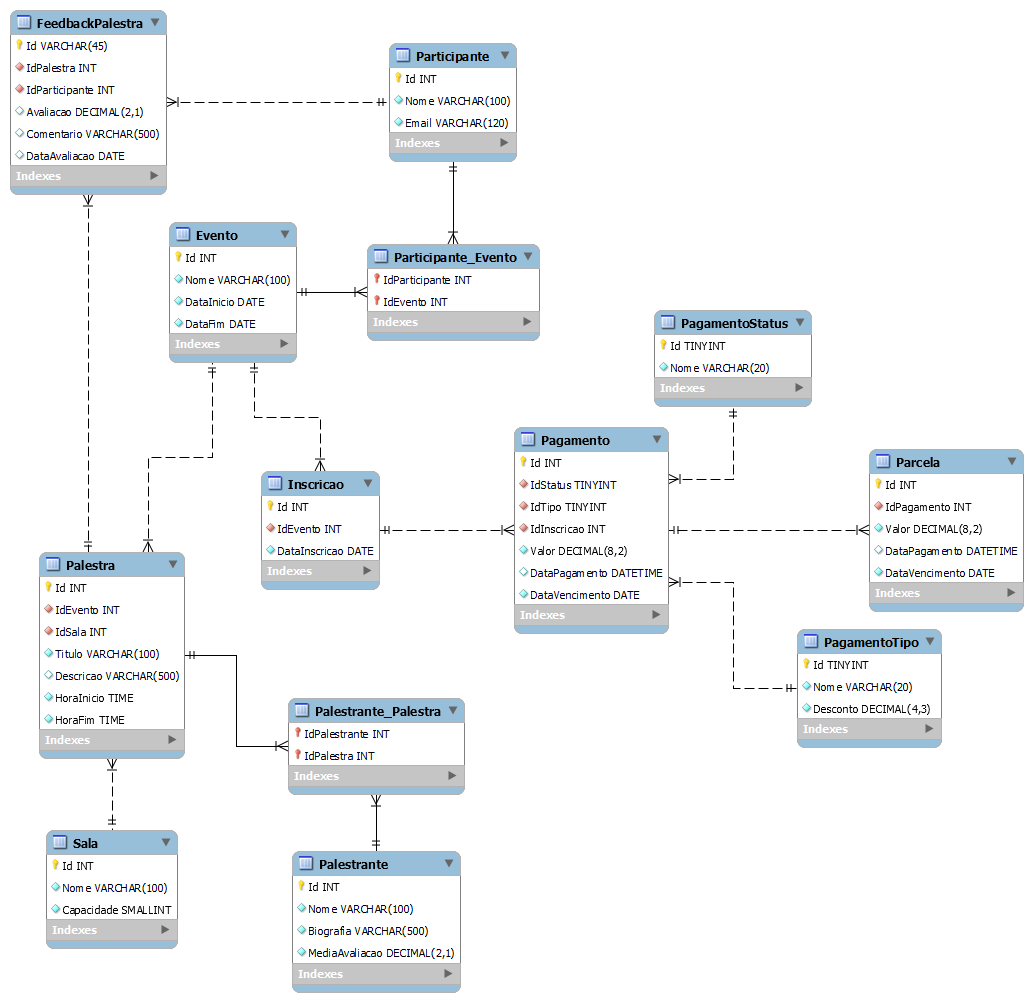 FeedbackPalestra
Id VARCHAR(45)
IdPalestra INT
IdParticipante INT
Avaliacao DECIMAL(2,1)
Comentario VARCHAR(500)
DataAvaliacao DATE
Indexes
Participante
Id INT
Nome VARCHAR(100)
Email VARCHAR(120)
Indexes
Evento
Id INT
Nome VARCHAR(100)
DataInicio DATE
DataFim DATE
Indexes
Participante_Evento
IdParticipante INT
IdEvento INT
Indexes
PagamentoStatus
Id TINYINT
Nome VARCHAR(20)
Indexes
Inscricao
Id INT
IdEvento INT
DataInscricao DATE
Indexes
Pagamento
Id INT
IdStatus TINYINT
IdTipo TINYINT
IdInscricao INT
Valor DECIMAL(8,2)
DataPagamento DATETIME
DataVencimento DATE
Indexes
Parcela
Id INT
IdPagamento INT
Valor DECIMAL(8,2)
DataPagamento DATETIME
DataVencimento DATE
Indexes
PagamentoTipo
Id TINYINT
Nome VARCHAR(20)
Desconto DECIMAL(4,3)
Indexes
Palestra
Id INT
IdEvento INT
IdSala INT
Titulo VARCHAR(100)
Descricao VARCHAR(500)
HoraInicio TIME
HoraFim TIME
Indexes
Palestrante_Palestra
IdPalestrante INT
IdPalestra INT
Indexes
Sala
Id INT
Nome VARCHAR(100)
Capacidade SMALLINT
Indexes
Palestrante
Id INT
Nome VARCHAR(100)
Biografia VARCHAR(500)
MediaAvaliacao DECIMAL(2,1)
Indexes